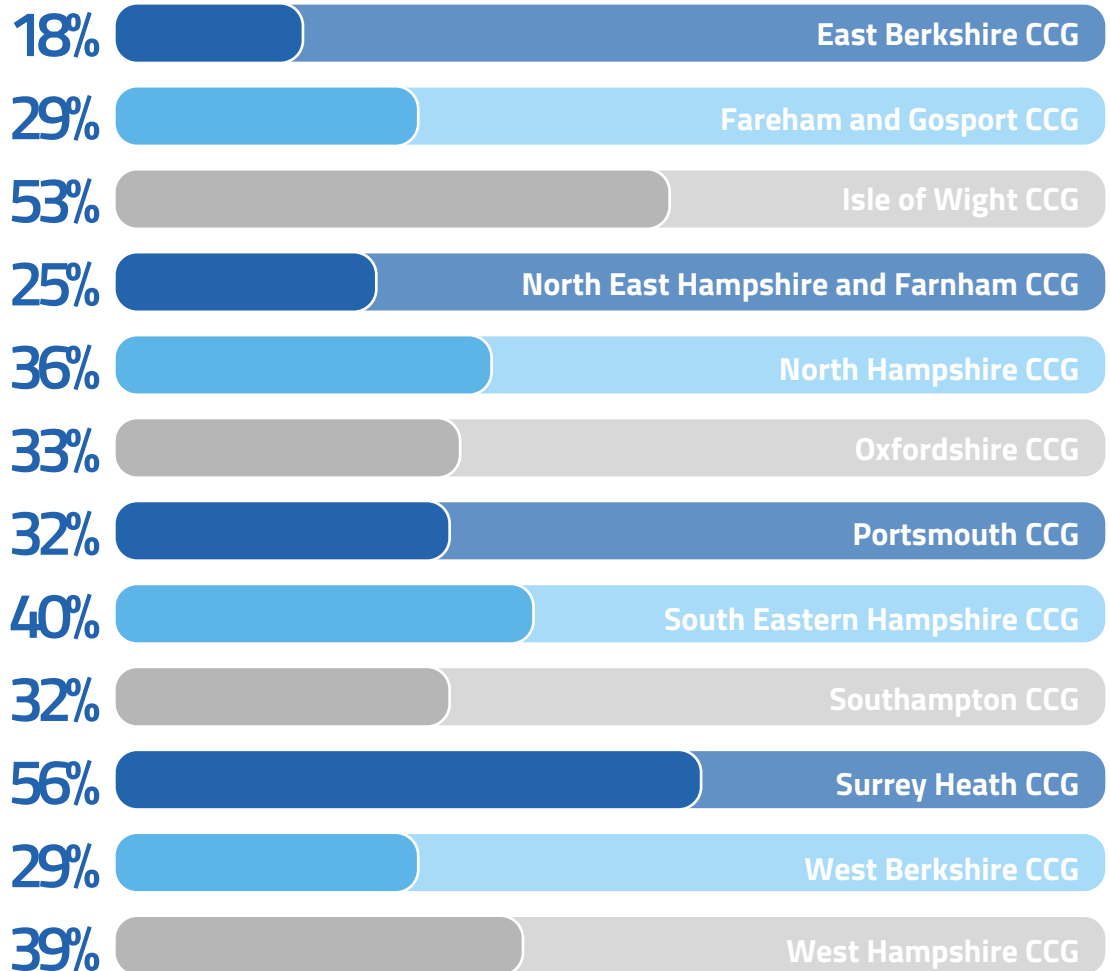 18% East Berkshire CCG
29% Fareham and Gosport CCG
53% Isle of Wight CCG
25% North East Hampshire and Farnham CCG
36% North Hampshire CCG
33% Oxfordshire CCG
32% Portsmouth CCG
40% South Eastern Hampshire CCG
32% Southampton CCG
56% Surrey Heath CCG
29% West Berkshire CCG
39% West Hampshire CCG